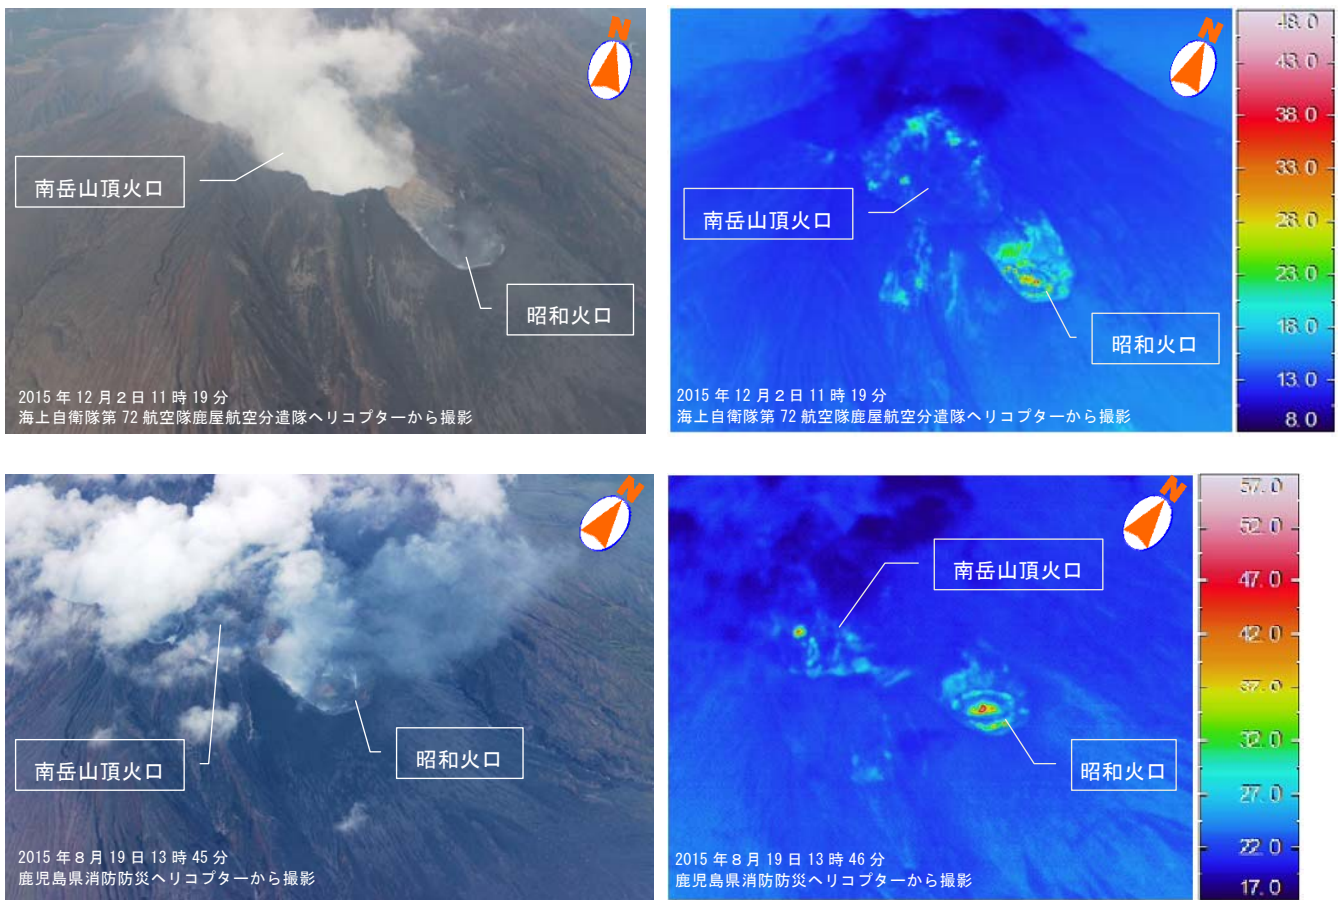 N
南岳山頂火口
昭和火口
2015年12月2日11時19分
海上自衛隊第72航空隊鹿屋航空分遣隊ヘリコプターから撮影
N
南岳山頂火口
昭和火口
2015年12月2日11時19分
海上自衛隊第72航空隊鹿屋航空分遣隊ヘリコプターから撮影
48.0
43.0
38.0
33.0
28.0
23.0
18.0
13.0
8.0
N
南岳山頂火口
昭和火口
2015年8月19日13時45分
鹿児島県消防防災ヘリコプターから撮影
N
南岳山頂火口
昭和火口
2015年8月19日13時46分
鹿児島県消防防災ヘリコプターから撮影
57.0
52.0
47.0
42.0
37.0
32.0
27.0
22.0
17.0